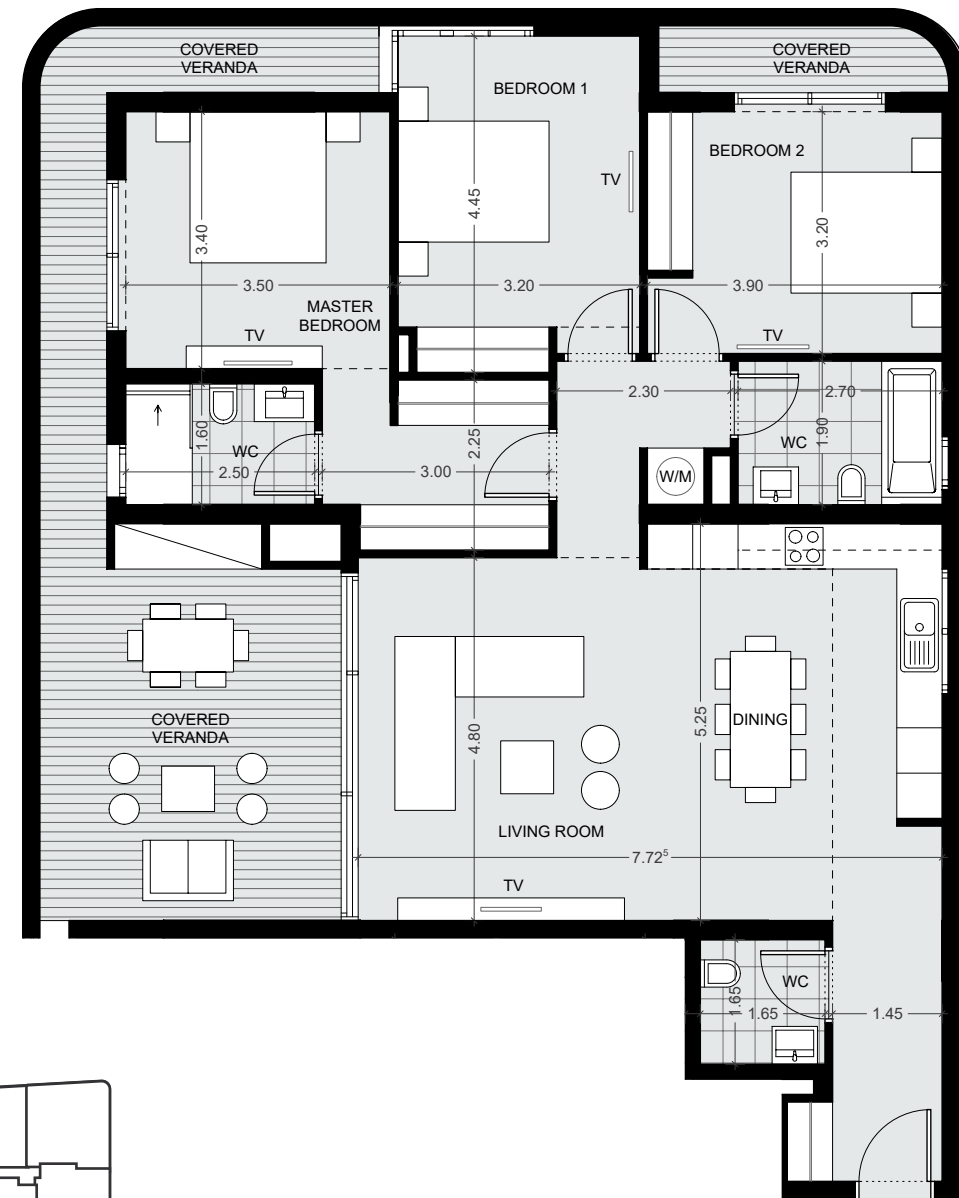 COVERED
VERANDA
COVERED
VERANDA
BEDROOM 1
BEDROOM 2
TV
4.45
3.40
3.20
3.50
3.20
3.90
MASTER
BEDROOM
TV
TV
2.30
2.70
1.60
WC
2.50
2.25
3.00
1.90
WC
W/M
COVERED
VERANDA
4.80
5.25
DINING
LIVING ROOM
7.72⁵
TV
WC
1.65
1.65
1.45